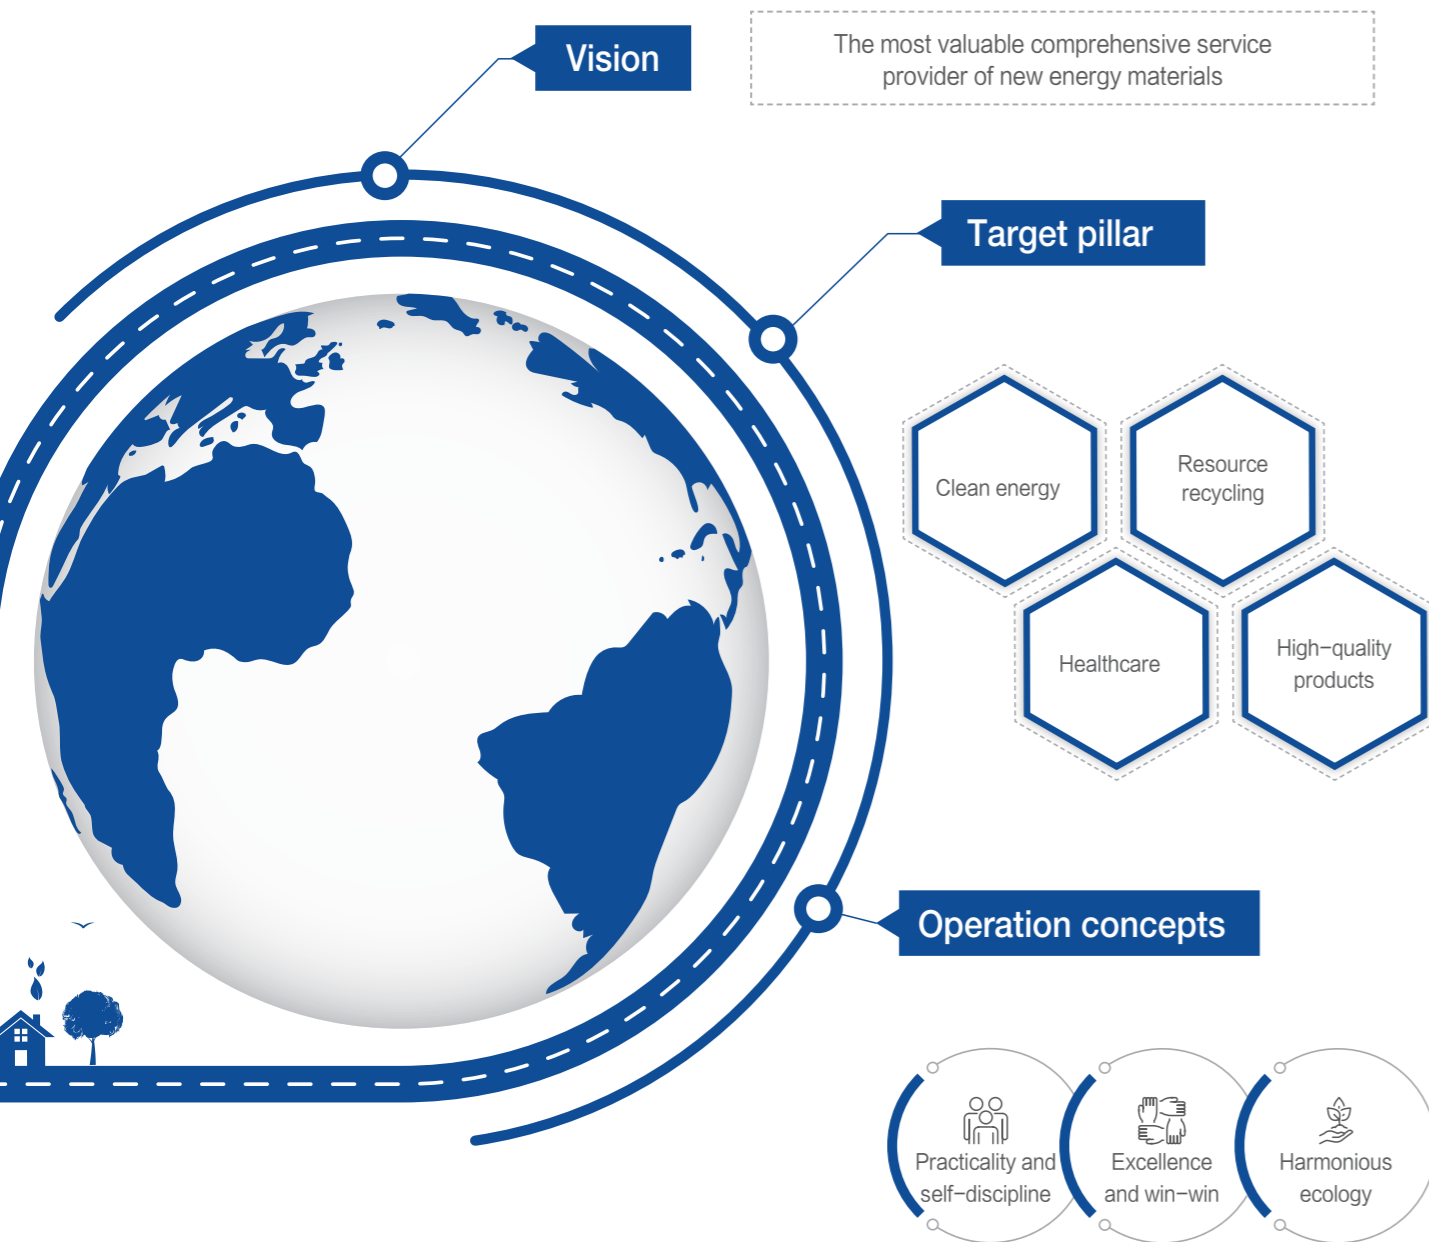 Vision
The most valuable comprehensive service
provider of new energy materials
Target pillar
Clean energy
Resource
recycling
Healthcare
High-quality
products
Operation concepts
Practicality and
self-discipline
Excellence
and win-win
Harmonious
ecology